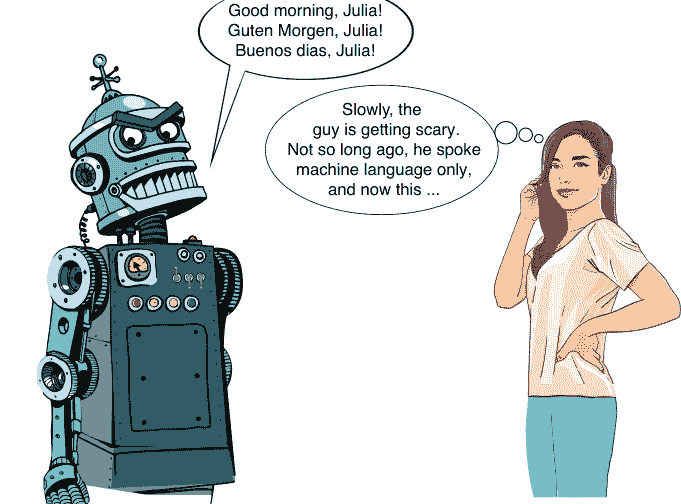 Good morning, Julia!
Guten Morgen, Julia!
Buenos dias, Julia!
Slowly, the
guy is getting scary.
Not so long ago, he spoke
machine language only,
and now this ...